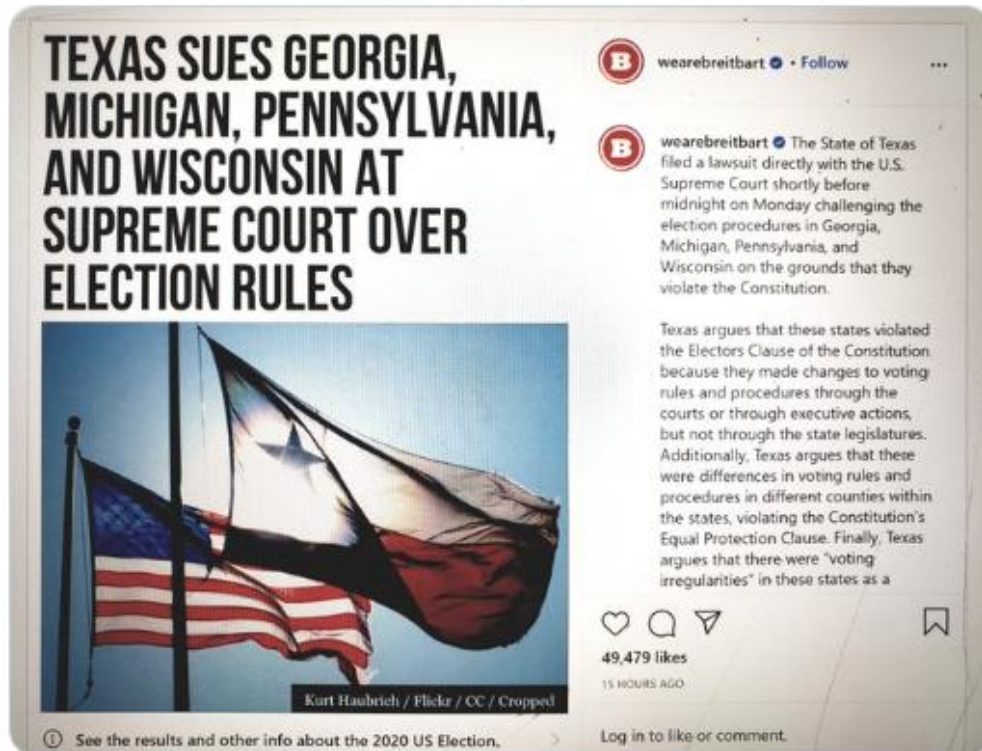 TEXAS SUES GEORGIA,
MICHIGAN, PENNSYLVANIA,
AND WISCONSIN AT
SUPREME COURT OVER
ELECTION RULES
Kurt Haubrich / Flickr / CC / Cropped
See the results and other info about the 2020 US Election.
B
wearebreitbart • Follow
B
wearebreitbart The State of Texas
filed a lawsuit directly with the U.S.
Supreme Court shortly before
midnight on Monday challenging the
election procedures in Georgia,
Michigan, Pennsylvania, and
Wisconsin on the grounds that they
violate the Constitution.
Texas argues that these states violated
the Electors Clause of the Constitution
because they made changes to voting
rules and procedures through the
courts or through executive actions,
but not through the state legislatures.
Additionally, Texas argues that there
were differences in voting rules and
procedures in different counties within
the states, violating the Constitution's
Equal Protection Clause. Finally, Texas
argues that there were "voting
irregularities" in these states as a
49,479 likes
15 HOURS AGO
Log in to like or comment.